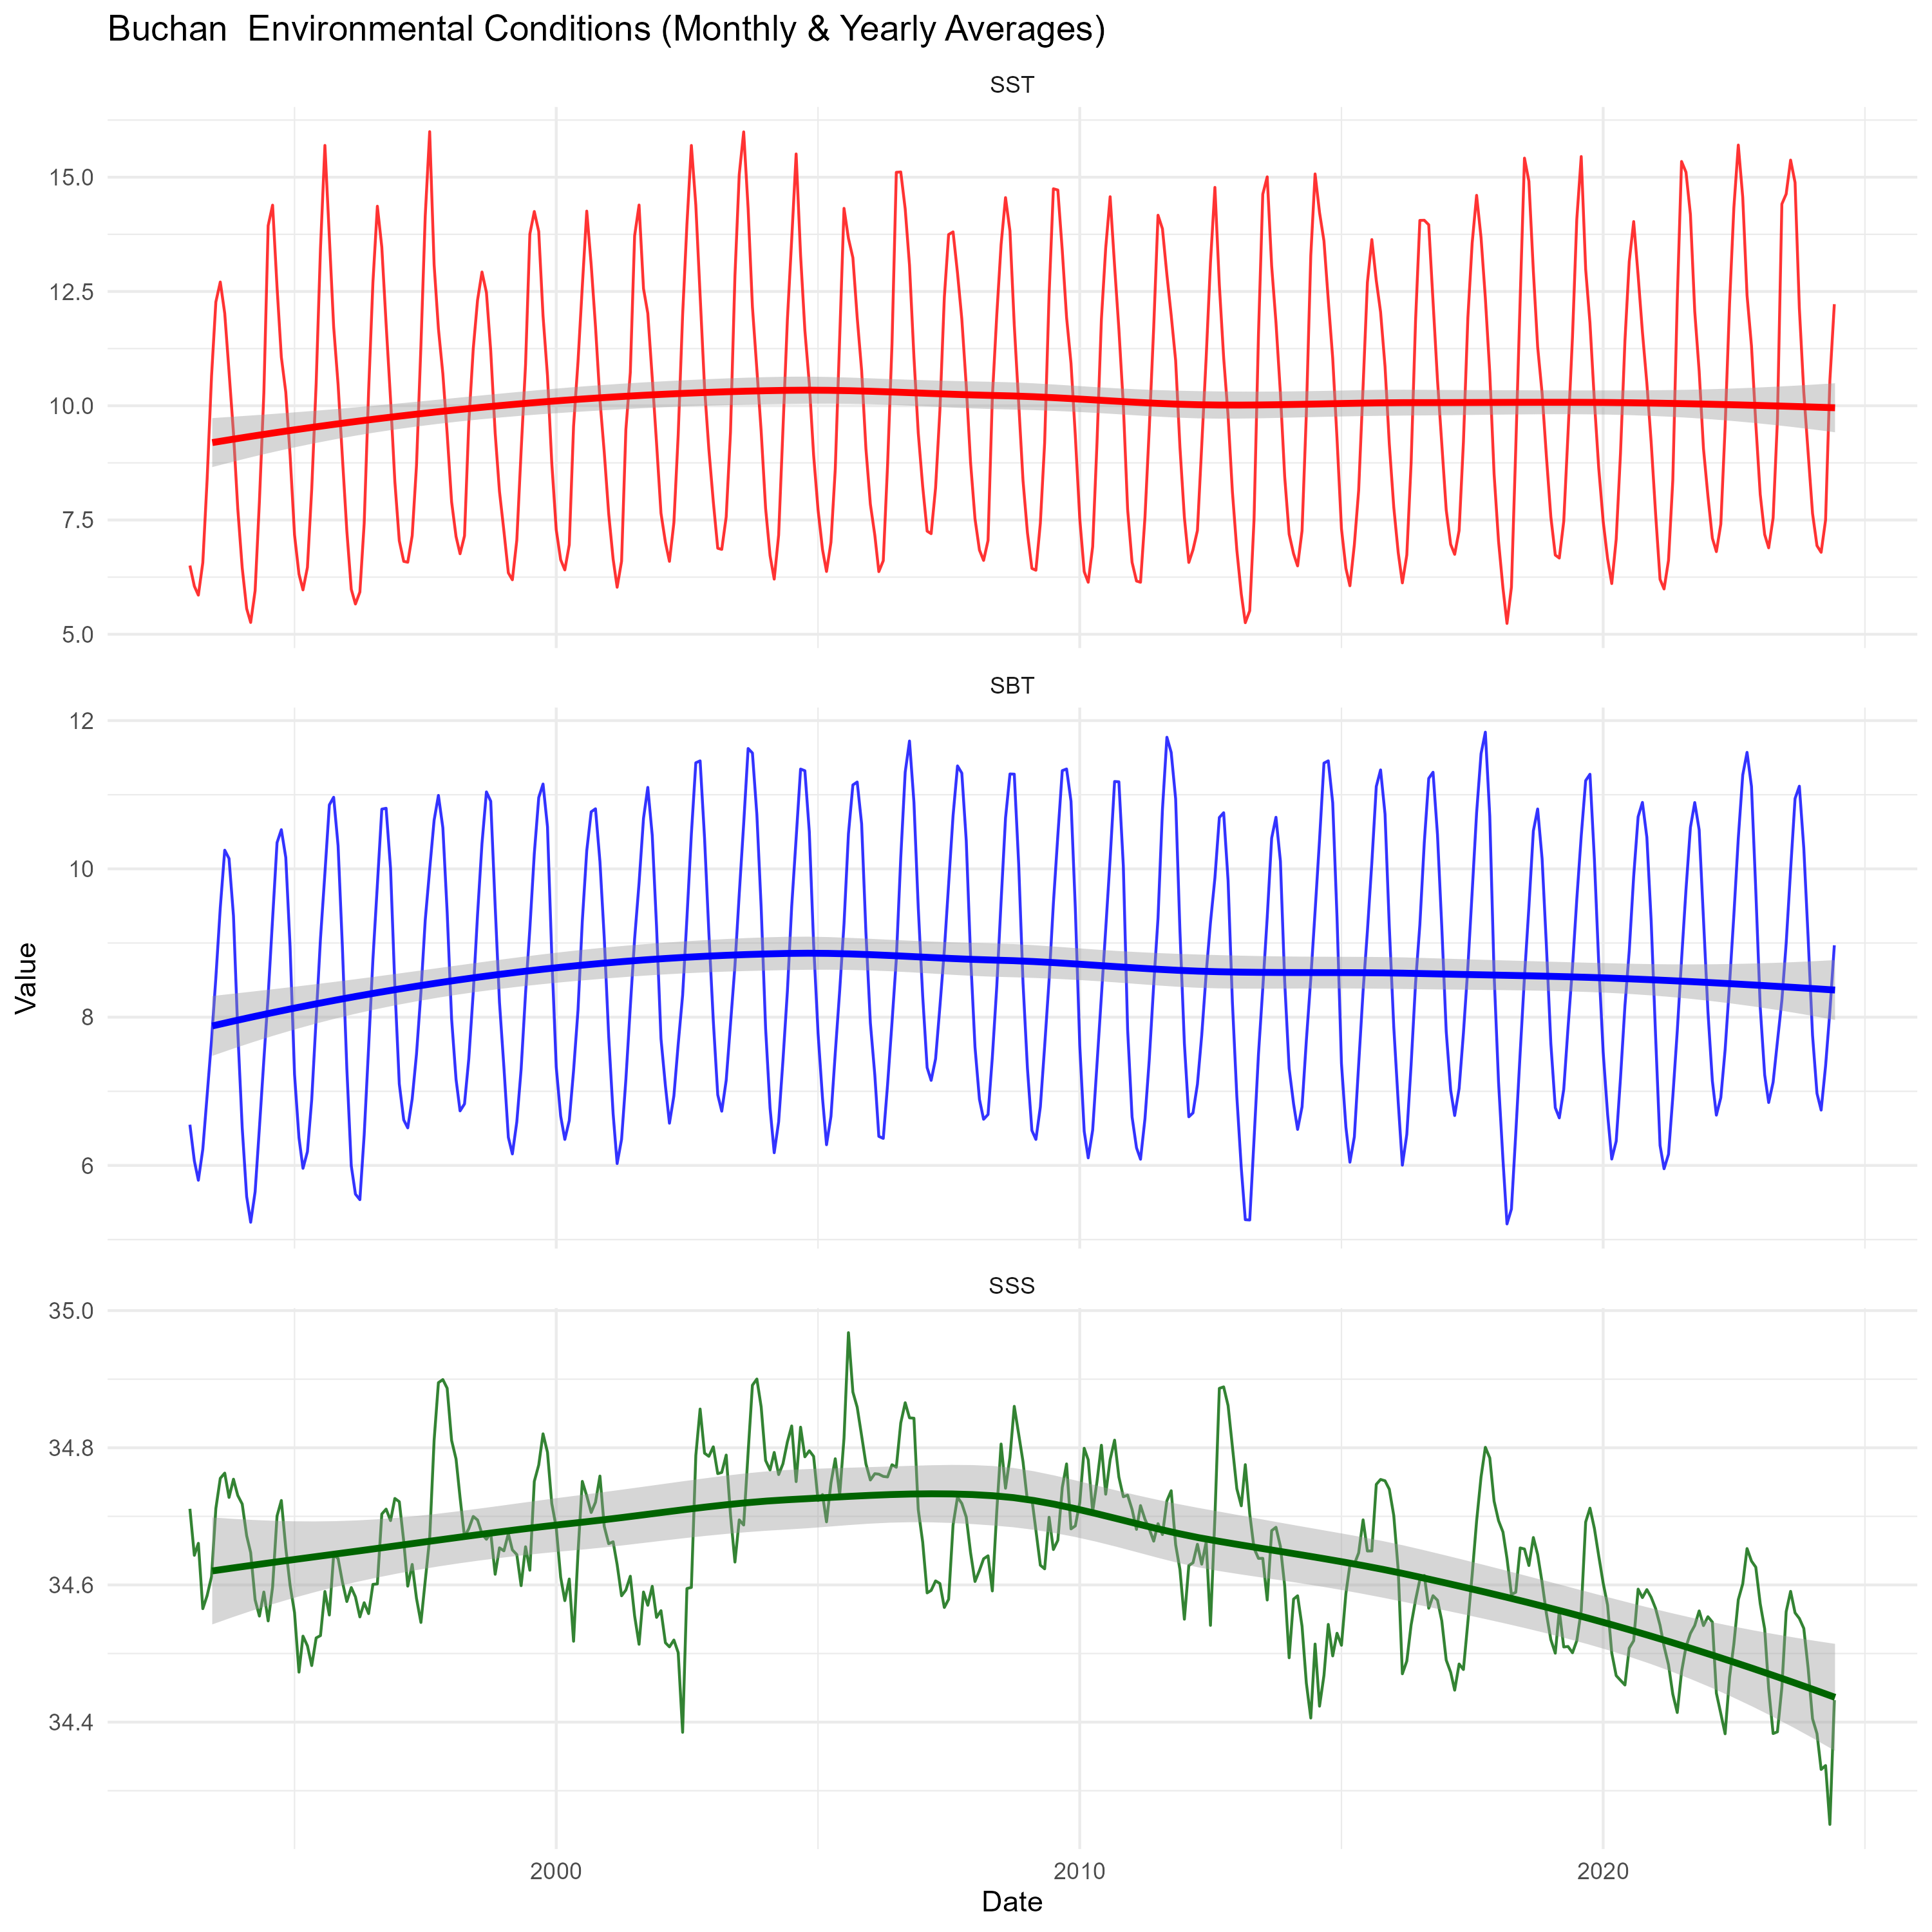 Buchan  Environmental Conditions (Monthly & Yearly Averages)
SST
15.0
12.5
10.0
7.5
5.0
SBT
12
10
8
6
Value
SSS
35.0
34.8
34.6
34.4
2000 2010 2020
Date